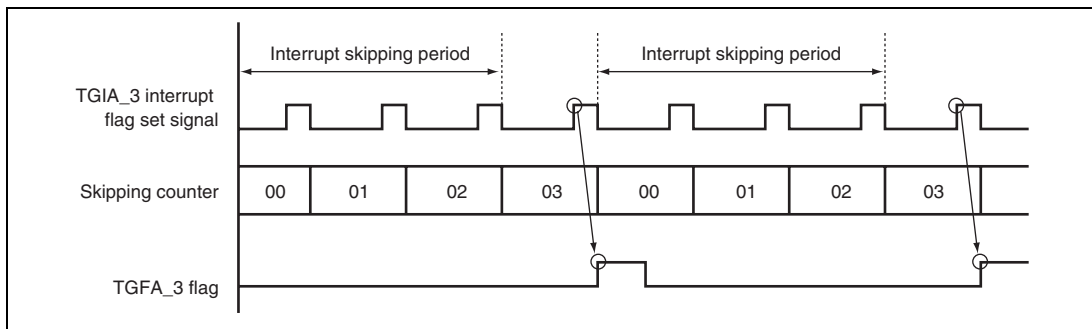 Interrupt skipping period Interrupt skipping period
TGIA_3 interrupt
flag set signal
Skipping counter 00 01 02 03 00 01 02 03
TGFA_3 flag